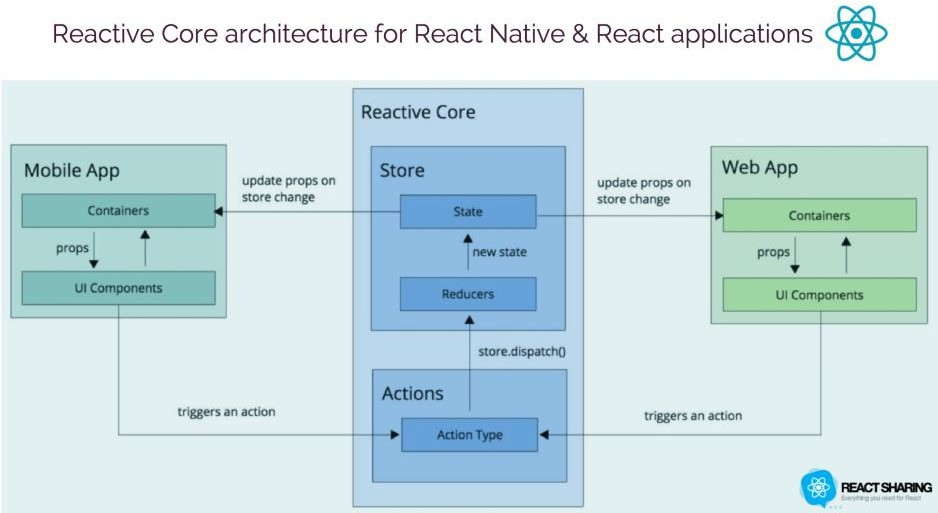 Reactive Core architecture for React Native & React applications
Reactive Core
Mobile App
Containers
props
UI Components
update props on
store change
Store
State
new state
Reducers
store.dispatch()
Actions
Action Type
triggers an action
update props on
store change
Web App
Containers
props
UI Components
triggers an action
REACT SHARING
Everything you need for React